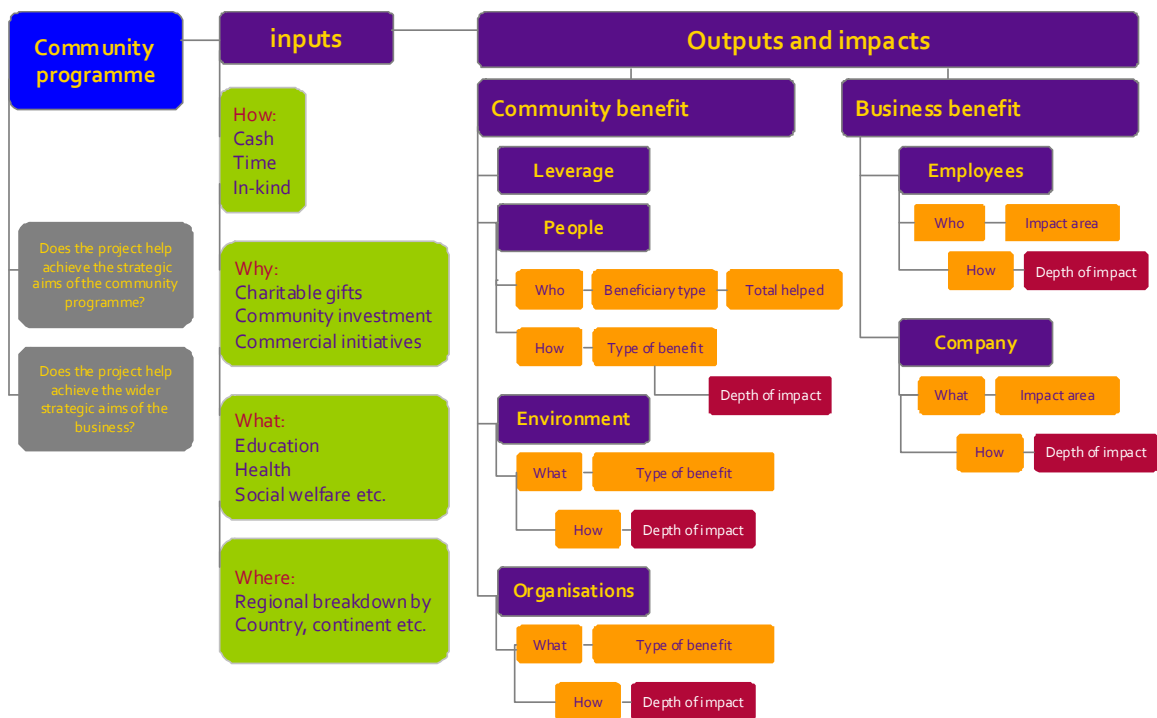 Community
programme
inputs
Outputs and impacts
How:
Cash
Time
In-kind
Why:
Charitable gifts
Community investment
Commercial initiatives
What:
Education
Health
Social welfare etc.
Where:
Regional breakdown by
Country, continent etc.
Does the project help
achieve the strategic
aims of the community
programme?
Does the project help
achieve the wider
strategic aims of the
business?
Community benefit
Leverage
People
Who
Beneficiary type
Total helped
How
Type of benefit
Depth of impact
Environment
What
Type of benefit
How
Depth of impact
Organisations
What
Type of benefit
How
Depth of impact
Business benefit
Employees
Who
Impact area
How
Depth of impact
Company
What
Impact area
How
Depth of impact